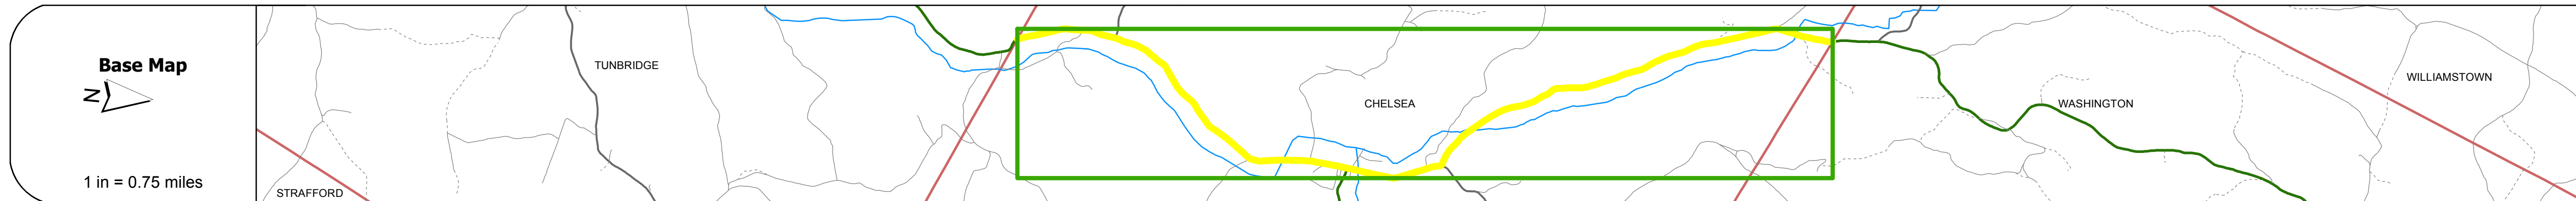 Base Map
N
1 in = 0.75 miles
STRAFFORD
TUNBRIDGE
CHELSEA
WASHINGTON
WILLIAMSTOWN